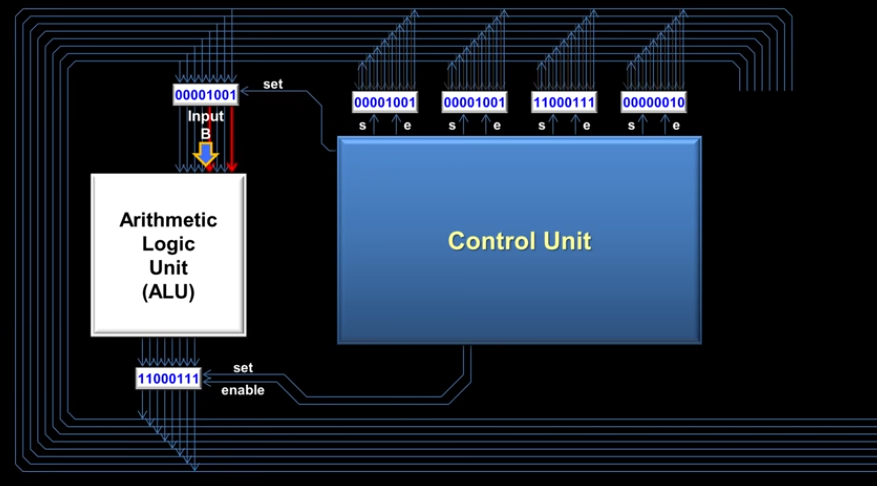 00001001
set
00001001
00001001
11000111
00000010
Input
B
s
e
s
e
s
e
s
e
Arithmetic
Logic
Unit
(ALU)
Control Unit
11000111
set
enable